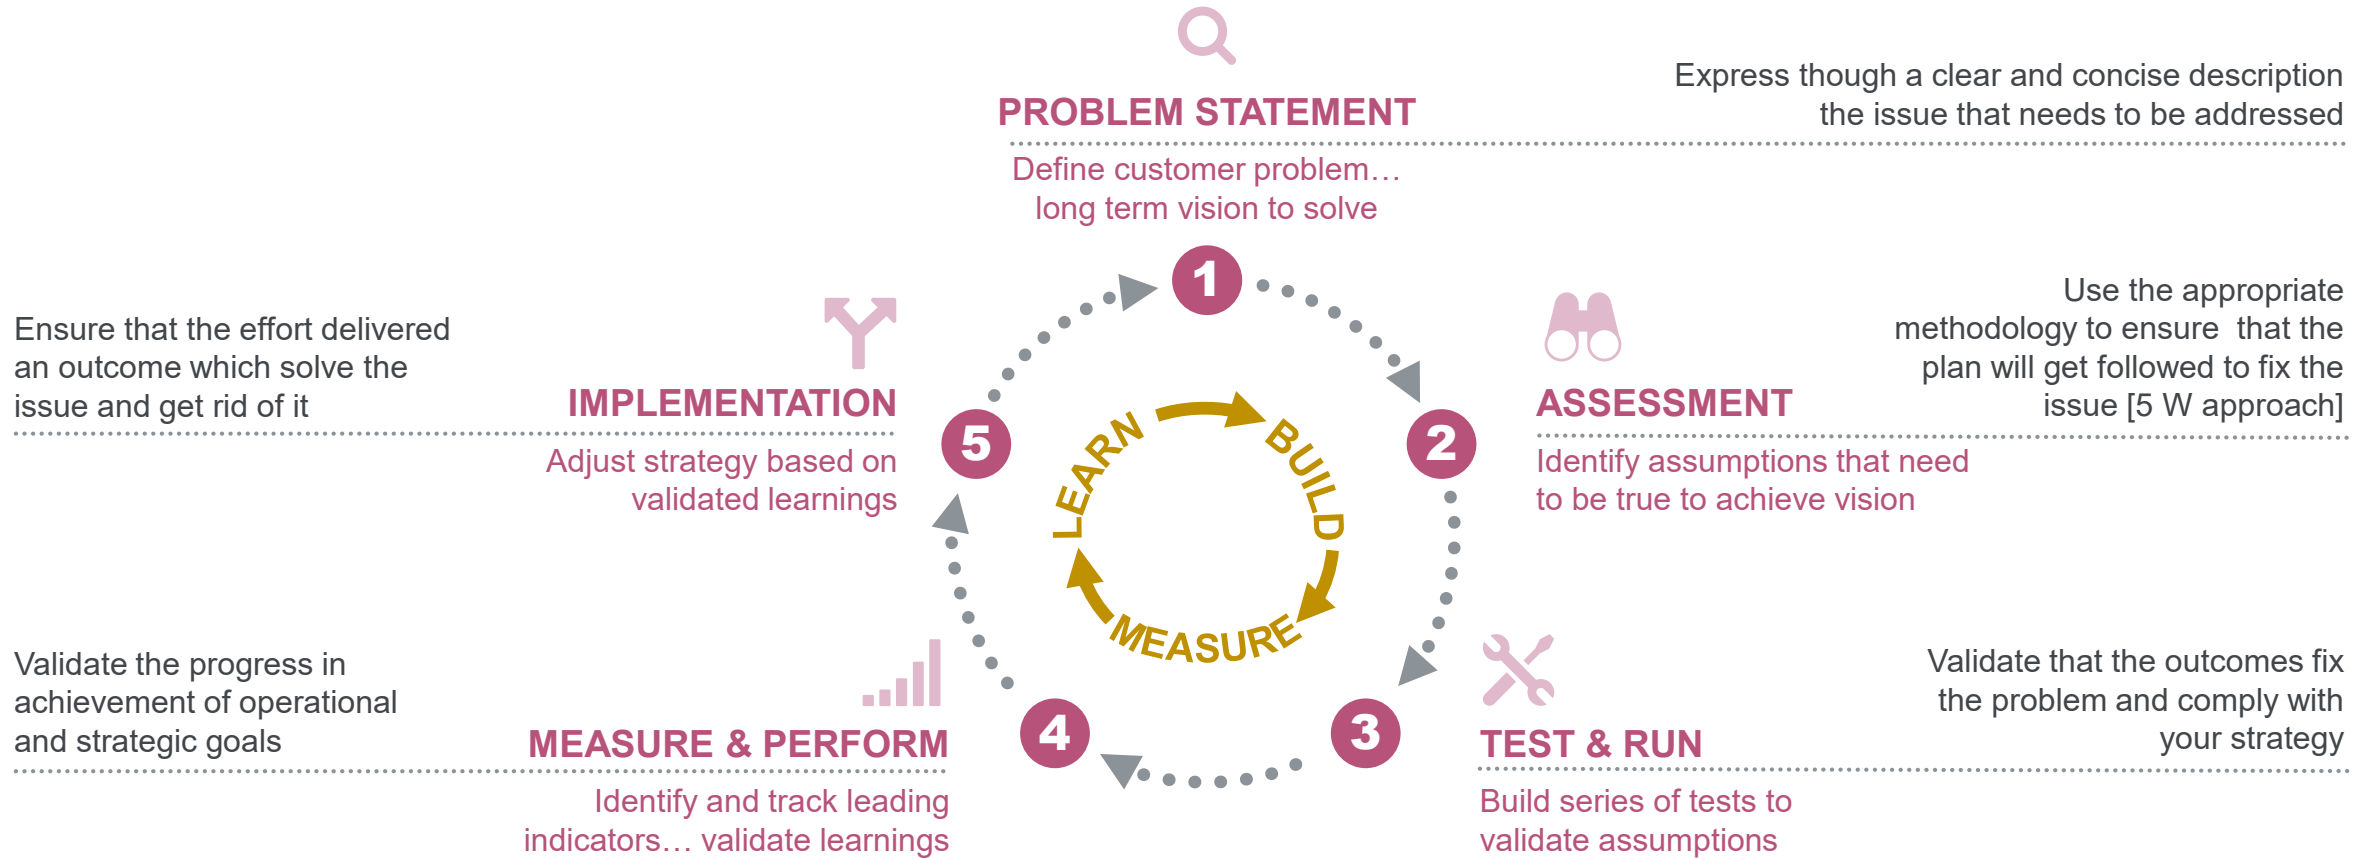 PROBLEM STATEMENT
Define customer problem…
long term vision to solve
Express though a clear and concise description
the issue that needs to be addressed
1
ASSESSMENT
Identify assumptions that need
to be true to achieve vision
Use the appropriate
methodology to ensure  that the
plan will get followed to fix the
issue [5 W approach]
2
TEST & RUN
Build series of tests to
validate assumptions
Validate that the outcomes fix
the problem and comply with
your strategy
3
MEASURE & PERFORM
Identify and track leading
indicators… validate learnings
Validate the progress in
achievement of operational
and strategic goals
4
IMPLEMENTATION
Adjust strategy based on
validated learnings
Ensure that the effort delivered
an outcome which solve the
issue and get rid of it
5
BUILD
MEASURE
LEARN